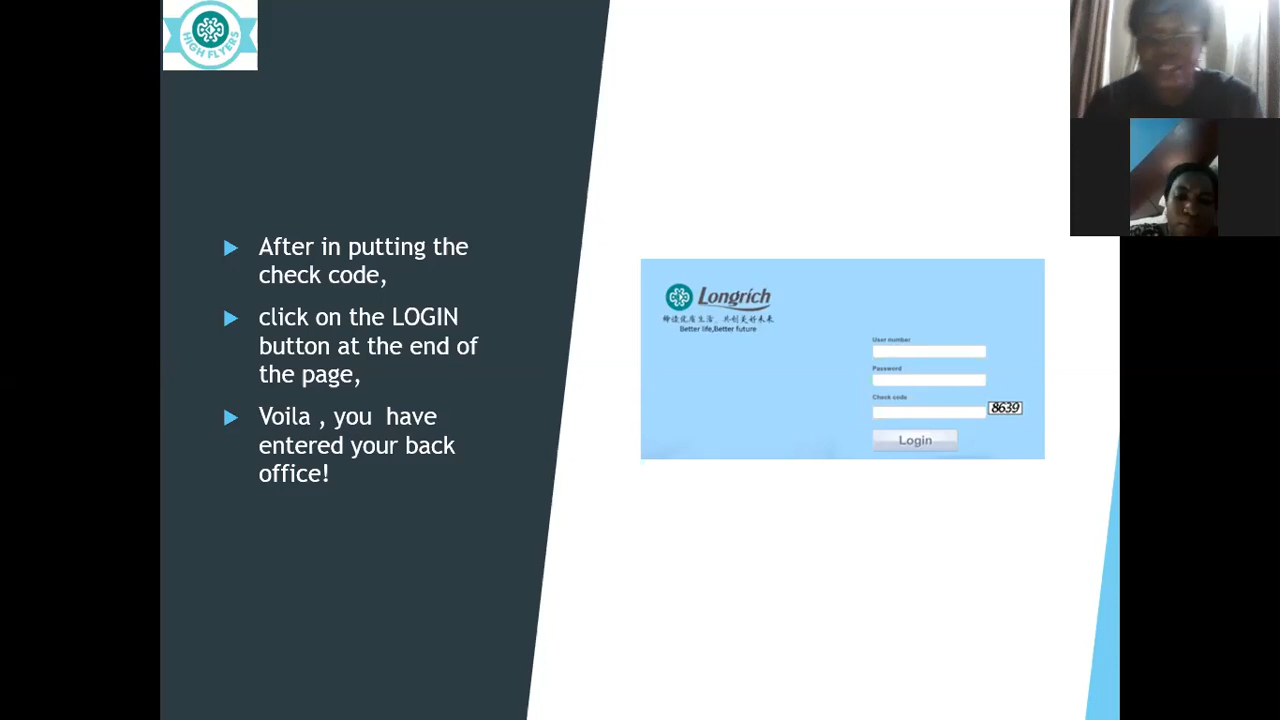 HIGH FLYERS
After in putting the
check code,
click on the LOGIN
button at the end of
the page,
Voila , you have
entered your back
office!
Longrich
Better life,Better future
User number
Password
Check code
8639
Login